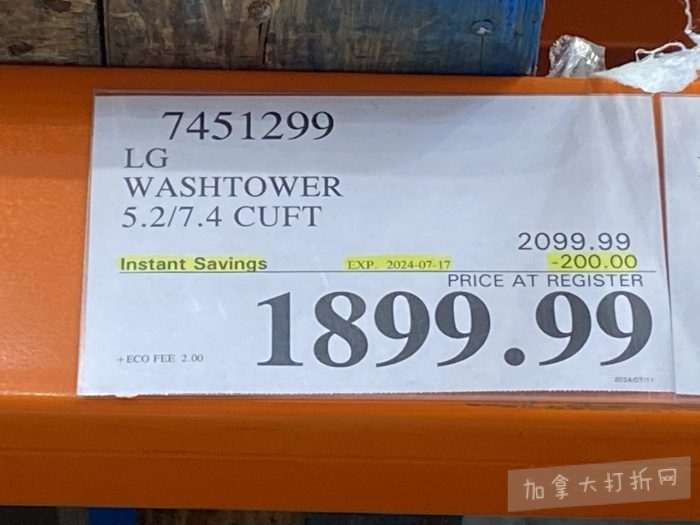 7451299
LG
WASHTOWER
5.2/7.4 CUFT
2099.99
Instant Savings EXP. 2024-07-17 -200.00
PRICE AT REGISTER
1899.99
+ECO FEE 2.00
2024/07/11
加拿大打折网